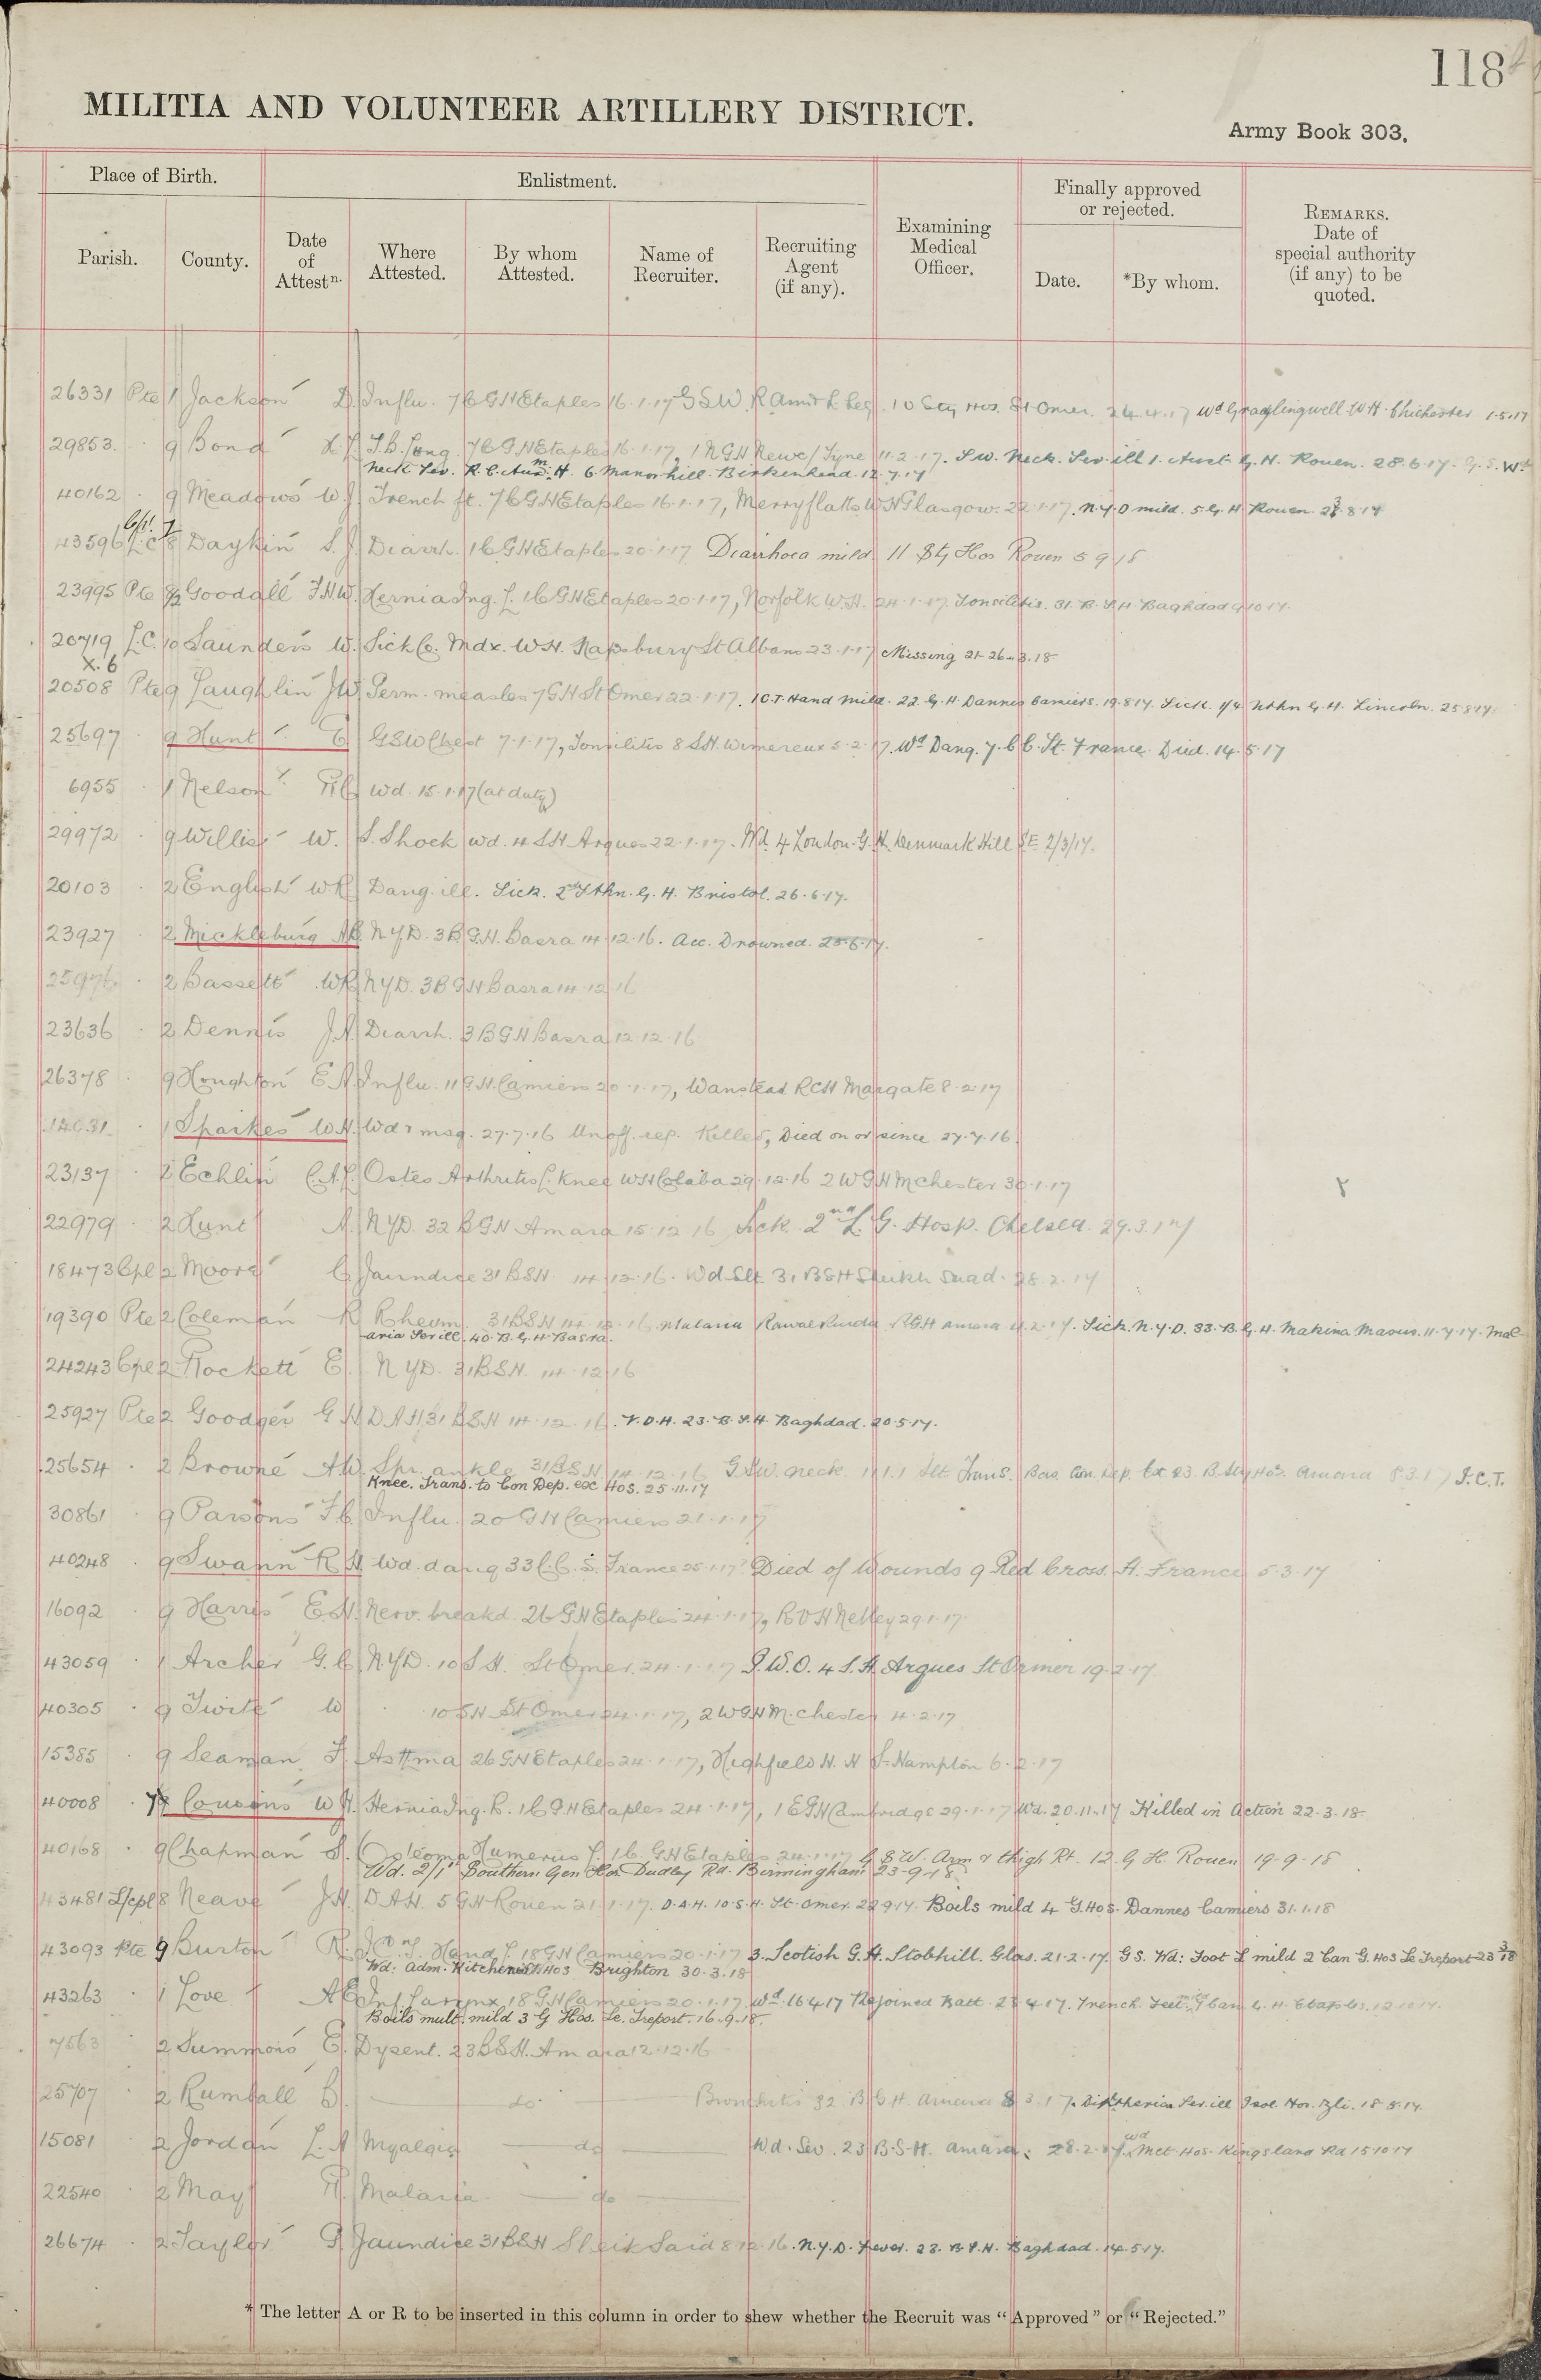 118
MILITIA AND VOLUNTEER ARTILLERY DISTRICT.
Army Book 303.
Place of Birth.
Enlistment.
Finally approved or rejected.
Parish.
County.
Date of Attestn.
Where Attested.
By whom Attested.
Name of Recruiter.
Recruiting Agent (if any).
Examining Medical Officer.
Date.
*By whom.
REMARKS. Date of special authority (if any) to be quoted.
26331 Pte 1 Jackson D. Influ. 7 C G H Etaples 16.1.17 G S W. R Arm & L Leg. 10 Sty Hos. St Omer. 24.4.17 Wd Graylingwell W H Chichester 1.5.17
29853 . 9 Bond 7 C G H Etaples 16.1.17, 1 N G H Newc/Tyne 11.2.17. S.W. Neck. Sev. ill 1. Aust. G. H. Rouen. 28.6.17. G. S. Wd
Neck Sev. R. C. Aux. H. 6 Manor hill. Birkenhead. 12.7.17
40162 . 9 Meadows W J Trench ft. 7 C G H Etaples 16.1.17, Merryflatts W H Glasgow. 22.1.17. N.Y.D mild. 5 G. H Rouen 8.17
Cpl. 7
43596 L/C 8 Daykin S. J Diarrh. 1 C G H Etaples 20.1.17 Diarrhoea mild 11 Sty Hos Rouen 5 9 18
23995 Pte 9/2 Goodall F.H.W. Hernia Ing. L. 1 C G H Etaples 20.1.17, Norfolk W.H. 24.1.17. Tonsilitis. 31. B. S. H. Baghdad 9 10 17.
20719 L.C. 10 Saunders W. Sick Co. Mdx. W H. Napsbury St Albans 23.1.17 Missing 21-26.3.18
X. 6
20508 Pte 9 Laughlin J W. Germ. measles 7 G H St Omer 22.1.17. I C.T. Hand mild. 22. G. H. Dannes Camiers. 19.8.17. Sick. 1/4 Nthn G. H. Lincoln. 25 8 17
25697 . 9 Hunt E G S W Chest 7.1.17, Tonsilitis 8 S.H. Wimereux 5.2.17. Wd Dang. 7. C C. St. France Died. 14.5.17
6955 . 1 Nelson Wd. 15.1.17 (at duty)
29972 . 9 Willis W. S. Shock wd. 4 S H Arques 22.1.17. Wd. 4 London G. H. Denmark Hill SE 2/3/17.
20103 . 2 English W R Dang. ill. Sick. 2nd Sthn. G. H. Bristol. 26.6.17.
23927 . 2 Mickleburg N.Y.D. 3 B G.H. Basra 14.12.16. Acc. Drowned. 25.6.17.
25976 . 2 Bassett W R N Y D. 3 B G H Basra 14.12.16
23636 . 2 Dennis J.A. Diarrh. 3 B G H Basra 12.12.16
26378 . 9 Houghton E. A. Influ. 11 G.H. Camiers 20.1.17, Wanstead R C H Margate 8.2.17
. 1 Sparkes W H. Wd & msg. 27.7.16 Unoff. rep. Killed, Died on or since 27.7.16.
23137 . 2 Echlin C. A. L. Osteo Arthritis L. Knee W H Colaba 29.12.16 2 W G H Mchester 30.1.17
22979 . 2 Hunt A. N.Y.D. 32 B G H Amara 15.12.16 Sick. 2nd L. G. Hosp. Chelsea. 29.3.17
18473 Cpl 2 Moore C. Jaundice 31 B S H. 14.12.16. Wd Slt 31 B S H Sheikh Saad. 28.2.17
19390 Pte 2 Coleman R Rheum. 31 B S H 14.12.16 Malaria Rawal Pindi B G H Amara 2.17. Sick. N.Y.D. 33. B. G. H. Makina Masus. 11.7.17. Mal-
aria Sev ill. 40. B. G. H. Basra.
24243 Cpl 2 Rockett E. N Y D. 31 B S H. 14.12.16
25927 Pte 2 Goodger G H D A H 31 B S H 14.12.16. V.D.H. 23. B. S. H. Baghdad. 20.5.17.
25654 . 2 Browne A W. Spr. ankle 31 B S H 14.12.16 G.S.W. neck. Slt Trans. Bas. Con. Dep. Ex 23. B. Sty Hos. Amara 8 3 17 I.C.T.
Knee. Trans. to Con Dep. exc Hos. 25.11.17
30861 . 9 Parsons F C. Influ. 20 G H Camiers 21.1.17
40248 . 9 Swann R H Wd. dang 33 C. C. S. France 25.1.17 Died of Wounds 9 Red Cross. H. France 5.3.17
16092 . 9 Harris E. H. Nerv. breakd. 26 G H Etaples 24.1.17, R V H Netley 29.1.17
43059 . 1 Archer G. C. N Y D. 10 S H. St Omer 24.1.17 P.W.O. 4 S. H. Arques St Ormer 19.2.17
40305 . 9 Twite W . 10 S H St Omer 24.1.17, 2 W G H M.chester 4.2.17
15385 . 9 Seaman F. Asthma 26 G H Etaples 24.1.17, Highfield H. H S-Hampton 6.2.17
40008 . Cousins W H. Hernia Ing. R. 1 C G H Etaples 24.1.17, 1 E G H Cambridge 29.1.17 Wd. 20.11.17 Killed in Action 22.3.18
40168 . 9 Chapman S. Osteoma Humerus L. 1 C. G H Etaples 24.1.17 G S W. Arm & thigh Rt. 12 G H. Rouen 19-9-18
Wd. 2/1st Southern Gen Hos Dudley Rd. Birmingham 23-9-18
43481 L/cpl 8 Neave J H. D A H. 5 G H Rouen 21.1.17. D.A.H. 10.S.H. St Omer. 22 9 17. Boils mild 4 G. Hos. Dannes Camiers 31.1.18
43093 Pte 9 Burton Hand L. 18 G H Camiers 20.1.17 3. Scotish G. H. Stobhill. Glas. 21-2-17. G S. Wd: Foot L mild 2 Can G. Hos Le Treport 23 3/18
Wd: Adm. Kitcheners Hos Brighton 30.3.18
43263 . 1 Love A E Inf Larynx. 18 G H Camiers 20.1.17. Wd. 16 4 17 Rejoined Batt. 23 4 17. Trench Feet 7 Can G. H. Etaples. 12 10 17.
Boils mult. mild 3 G Hos. Le. Treport. 16.9.18.
7563 2 Summons E. Dysent. 23 B S H. Amara 12.12.16
25707 . 2 Rumball B. — do — Bronchitis 32 B G H Amara 8 3 17. Diphtheria Sev. ill Isol. Hos. Bli. 18.5.17.
15081 . 2 Jordan L. A Myalgia — do — Wd. Sev. 23 B.S.H. Amara. 28.2.17. wd Met Hos. Kingsland Rd 15 10 17
22540 . 2 May H. Malaria — do —
26674 . 2 Taylor G. Jaundice 31 B S H Sheik Said 8 12.16. N.Y.D. Fever. 23. B. S. H. Baghdad. 14.5.17.
* The letter A or R to be inserted in this column in order to shew whether the Recruit was “Approved” or “Rejected.”